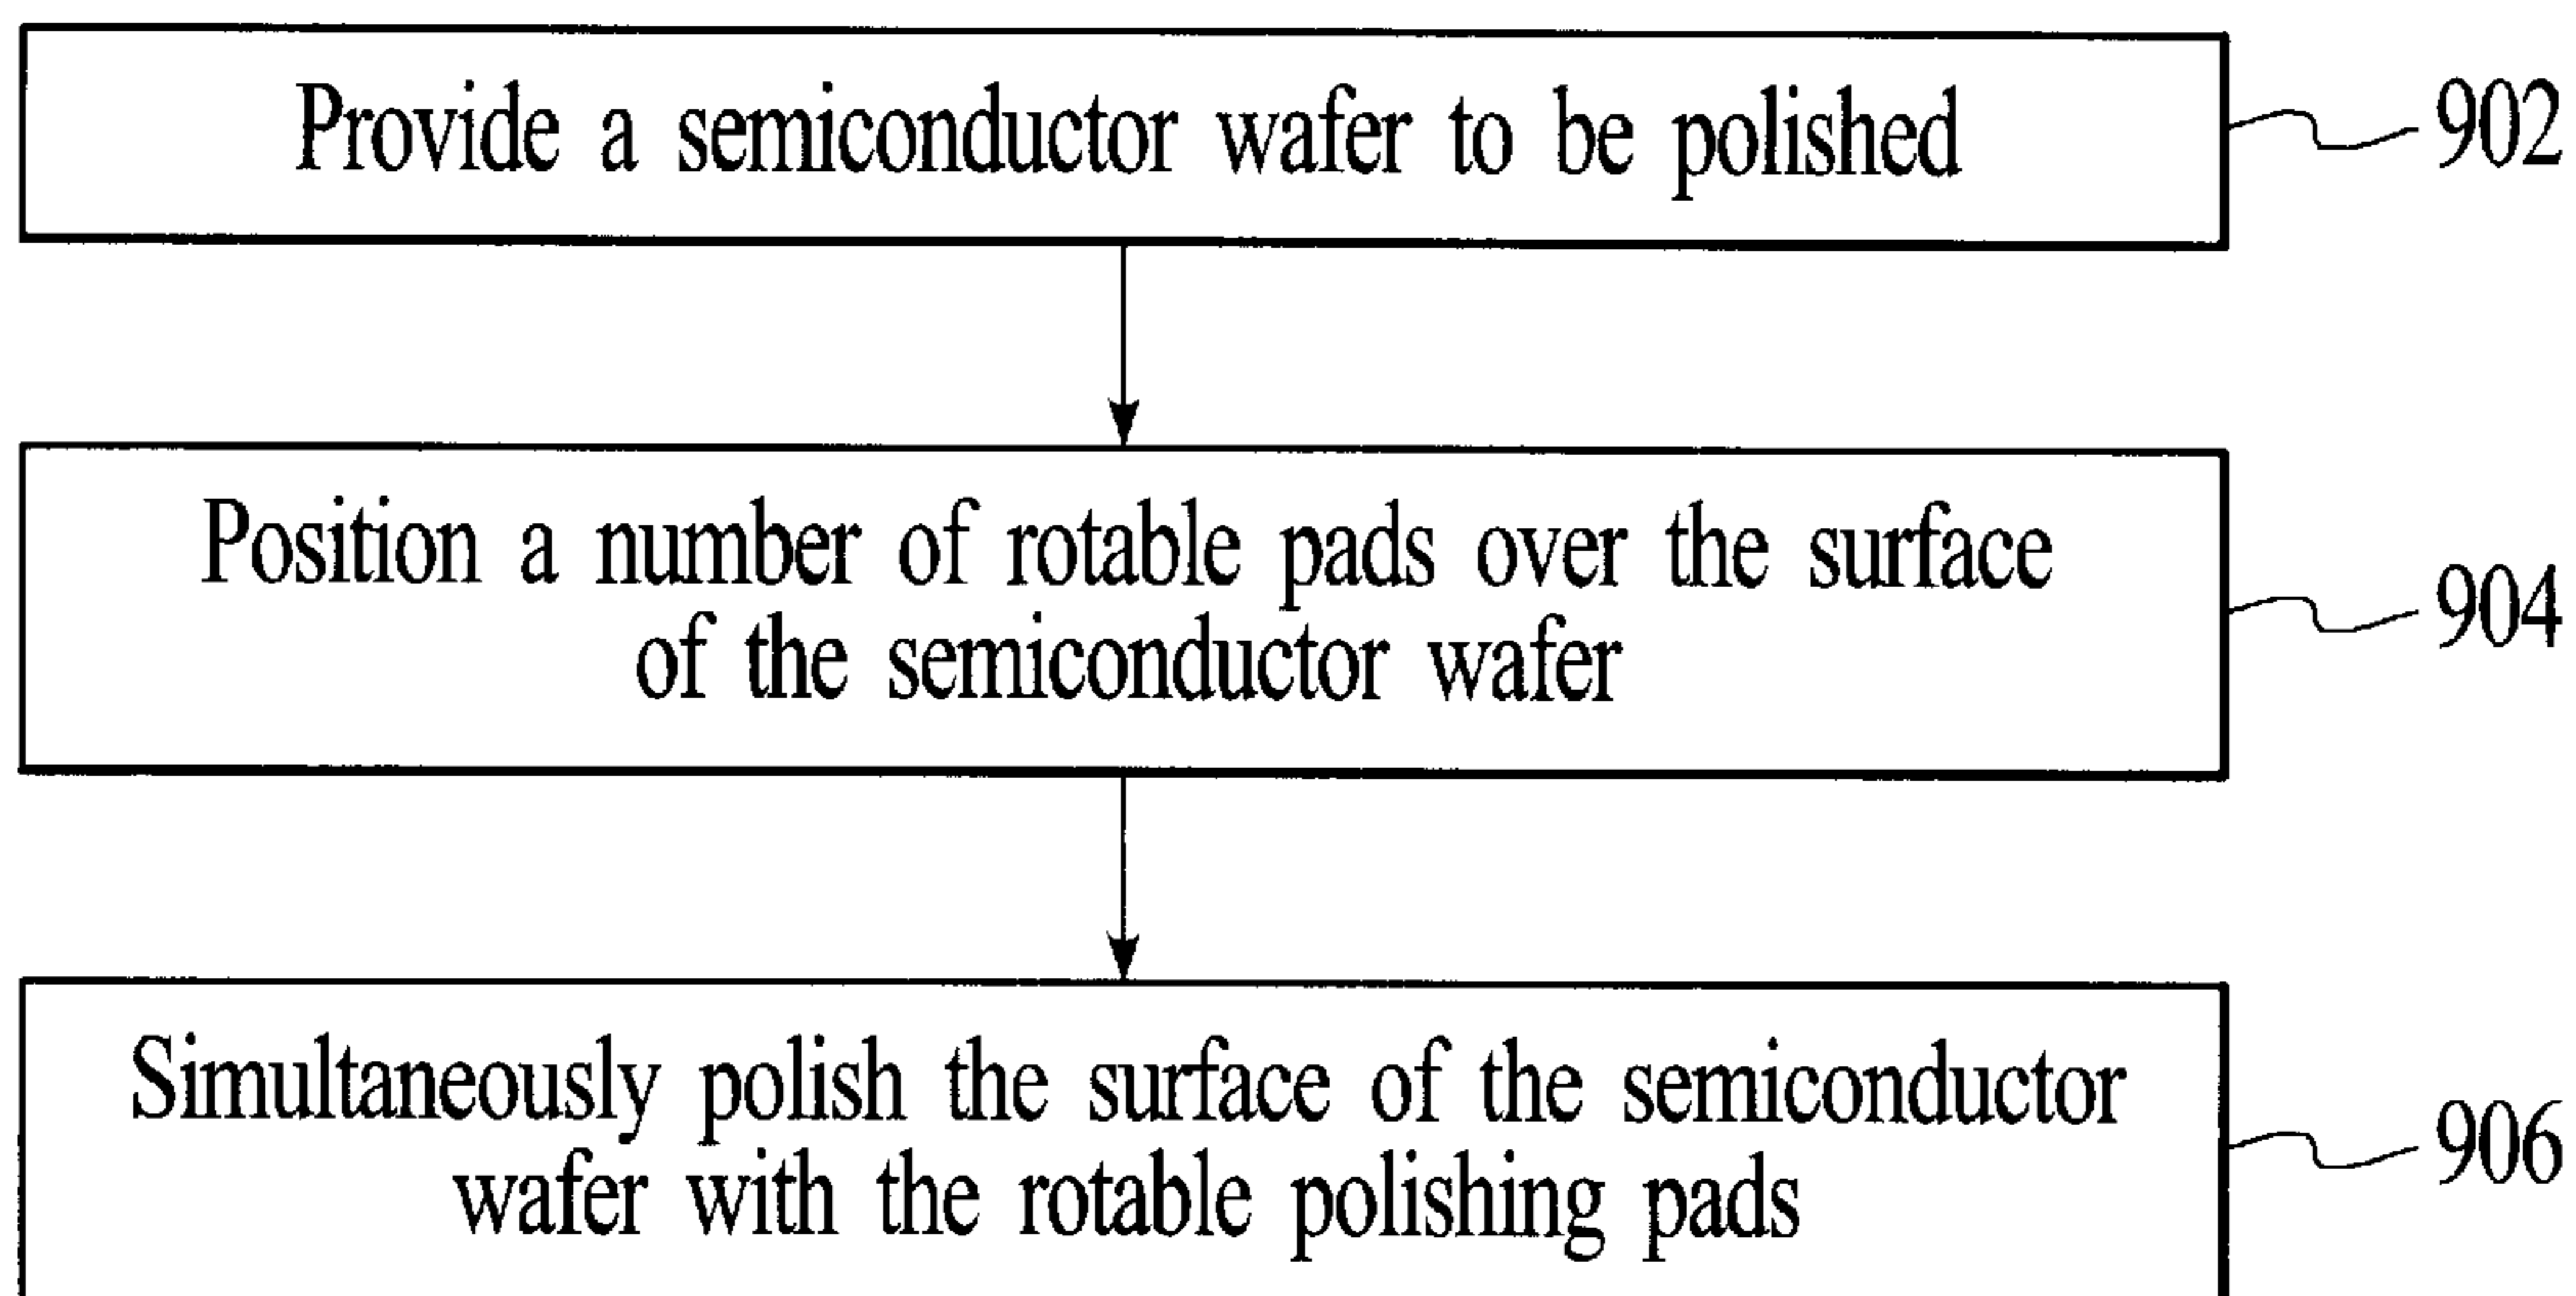 Provide a semiconductor wafer to be polished
902
Position a number of rotable pads over the surface
of the semiconductor wafer
904
Simultaneously polish the surface of the semiconductor
wafer with the rotable polishing pads
906